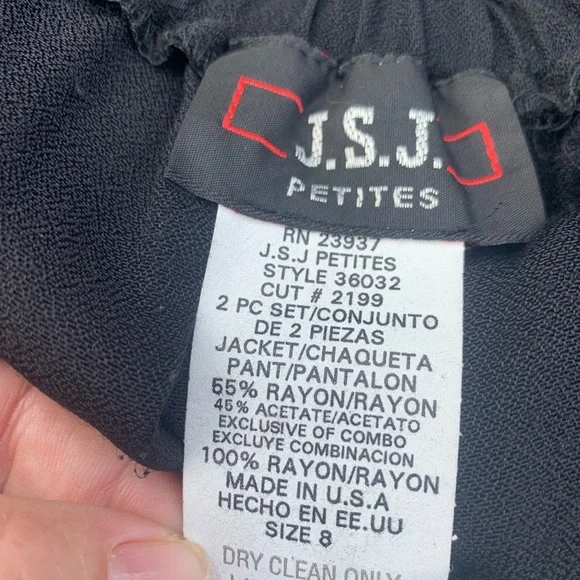 J.S.J.
PETITES
RN 23937
J.S.J PETITES
STYLE 36032
CUT # 2199
2 PC SET/CONJUNTO
DE 2 PIEZAS
JACKET/CHAQUETA
PANT/PANTALON
55% RAYON/RAYON
45% ACETATE/ACETATO
EXCLUSIVE OF COMBO
EXCLUYE COMBINACION
100% RAYON/RAYON
MADE IN U.S.A
HECHO EN EE.UU
SIZE 8
DRY CLEAN ONLY